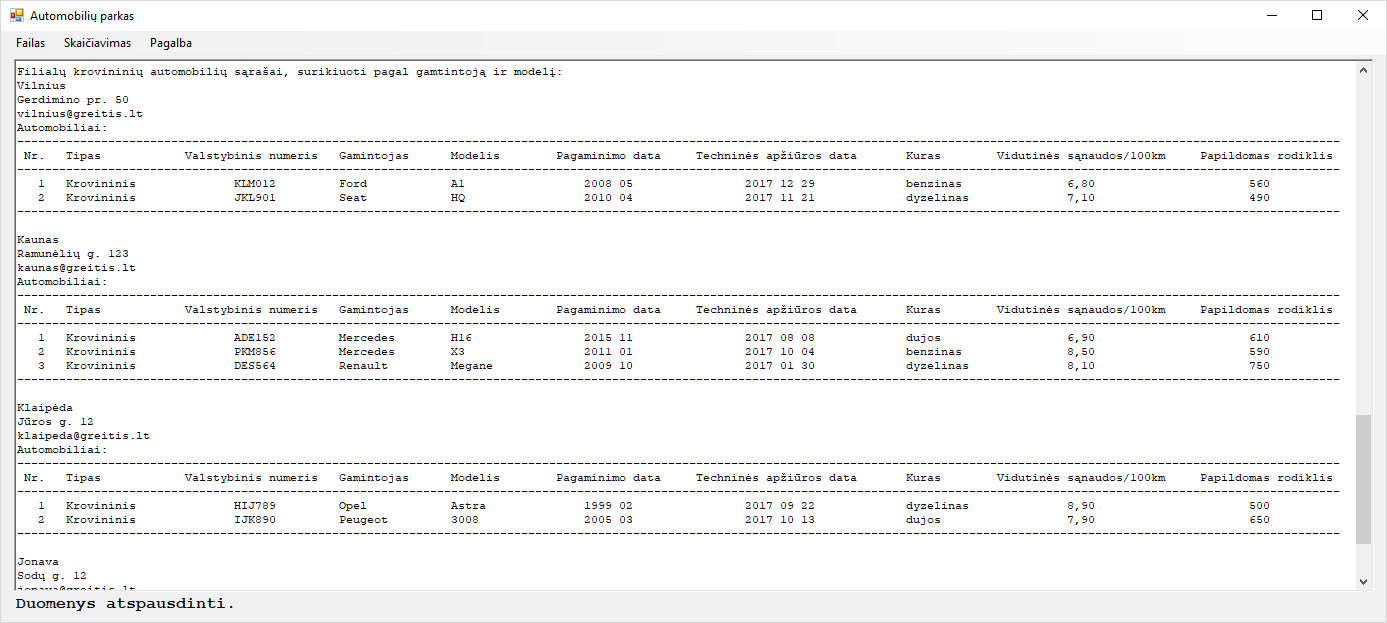 Automobilių parkas
Failas Skaičiavimas Pagalba
Filialų krovininių automobilių sąrašai, surikiuoti pagal gamtintoją ir modelį:
Vilnius
Gerdimino pr. 50
vilnius@greitis.lt
Automobiliai:
Nr. Tipas Valstybinis numeris Gamintojas Modelis Pagaminimo data Techninės apžiūros data Kuras Vidutinės sąnaudos/100km Papildomas rodiklis
1 Krovininis KLM012 Ford A1 2008 05 2017 12 29 benzinas 6,80 560
2 Krovininis JKL901 Seat HQ 2010 04 2017 11 21 dyzelinas 7,10 490
Kaunas
Ramunėlių g. 123
kaunas@greitis.lt
Automobiliai:
Nr. Tipas Valstybinis numeris Gamintojas Modelis Pagaminimo data Techninės apžiūros data Kuras Vidutinės sąnaudos/100km Papildomas rodiklis
1 Krovininis ADE152 Mercedes H16 2015 11 2017 08 08 dujos 6,90 610
2 Krovininis PKM856 Mercedes X3 2011 01 2017 10 04 benzinas 8,50 590
3 Krovininis DES564 Renault Megane 2009 10 2017 01 30 dyzelinas 8,10 750
Klaipėda
Jūros g. 12
klaipeda@greitis.lt
Automobiliai:
Nr. Tipas Valstybinis numeris Gamintojas Modelis Pagaminimo data Techninės apžiūros data Kuras Vidutinės sąnaudos/100km Papildomas rodiklis
1 Krovininis HIJ789 Opel Astra 1999 02 2017 09 22 dyzelinas 8,90 500
2 Krovininis IJK890 Peugeot 3008 2005 03 2017 10 13 dujos 7,90 650
Jonava
Sodų g. 12
jonava@greitis.lt
Duomenys atspausdinti.